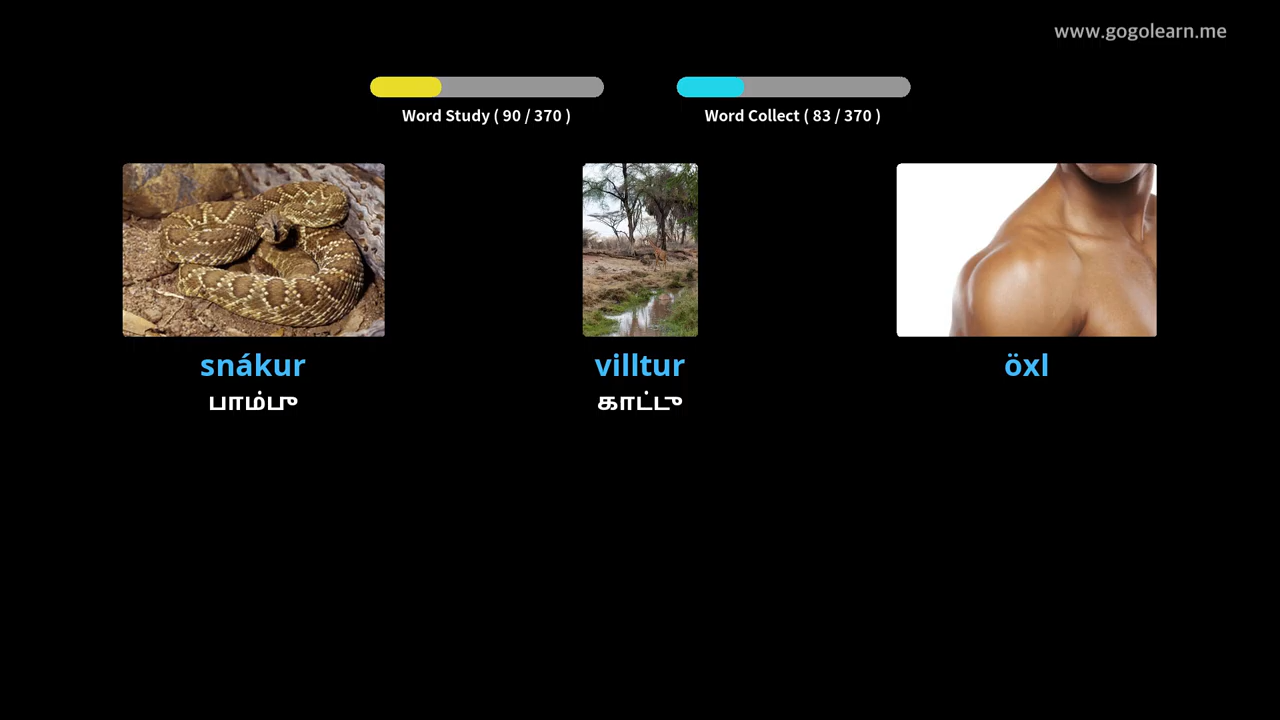 www.gogolearn.me
Word Study ( 90 / 370 )
Word Collect ( 83 / 370 )
snákur
பாம்பு
villtur
காட்டு
öxl